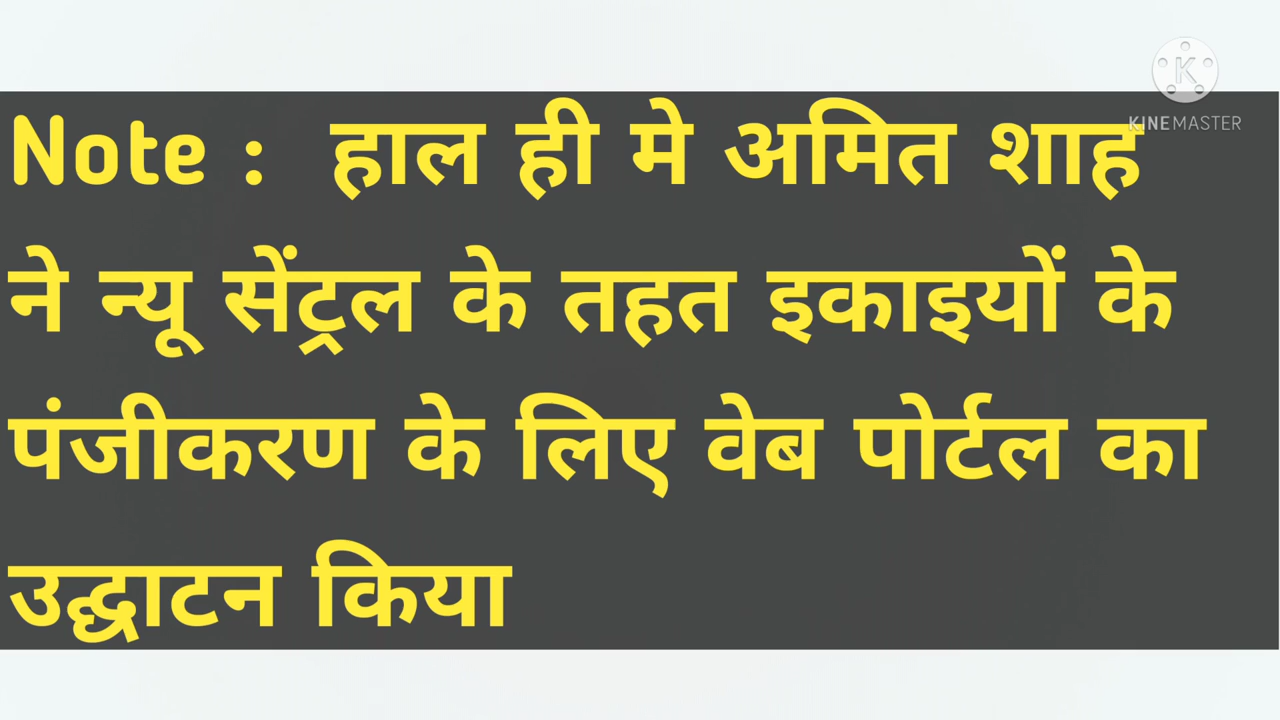 KINEMASTER
Note : हाल ही मे अमित शाह
ने न्यू सेंट्रल के तहत इकाइयों के
पंजीकरण के लिए वेब पोर्टल का
उद्घाटन किया